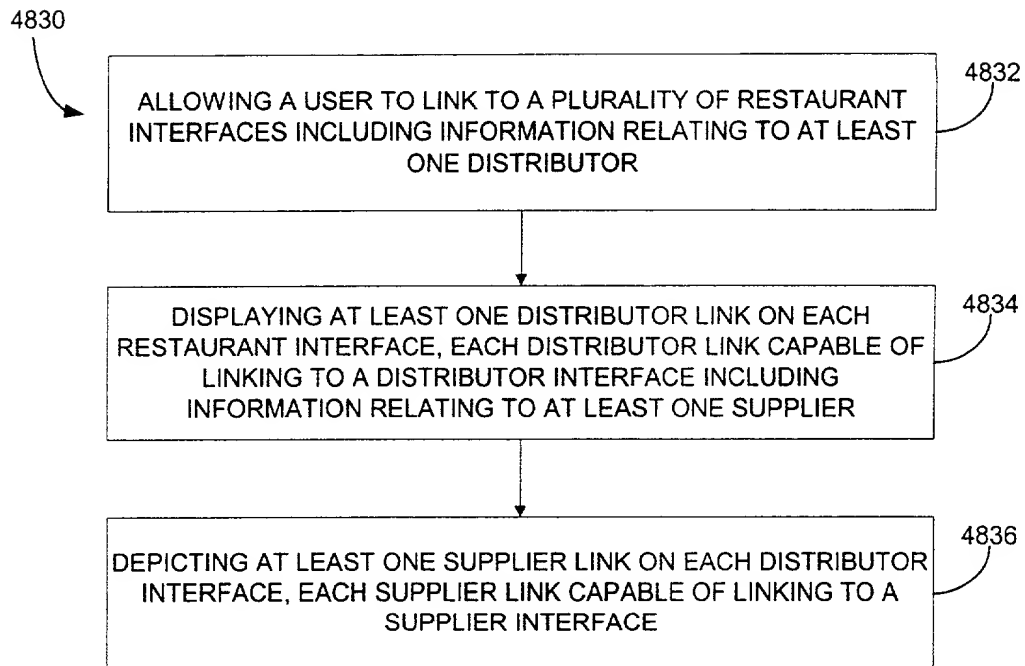 4830
4832
ALLOWING A USER TO LINK TO A PLURALITY OF RESTAURANT
INTERFACES INCLUDING INFORMATION RELATING TO AT LEAST
ONE DISTRIBUTOR
4834
DISPLAYING AT LEAST ONE DISTRIBUTOR LINK ON EACH
RESTAURANT INTERFACE, EACH DISTRIBUTOR LINK CAPABLE OF
LINKING TO A DISTRIBUTOR INTERFACE INCLUDING
INFORMATION RELATING TO AT LEAST ONE SUPPLIER
4836
DEPICTING AT LEAST ONE SUPPLIER LINK ON EACH DISTRIBUTOR
INTERFACE, EACH SUPPLIER LINK CAPABLE OF LINKING TO A
SUPPLIER INTERFACE